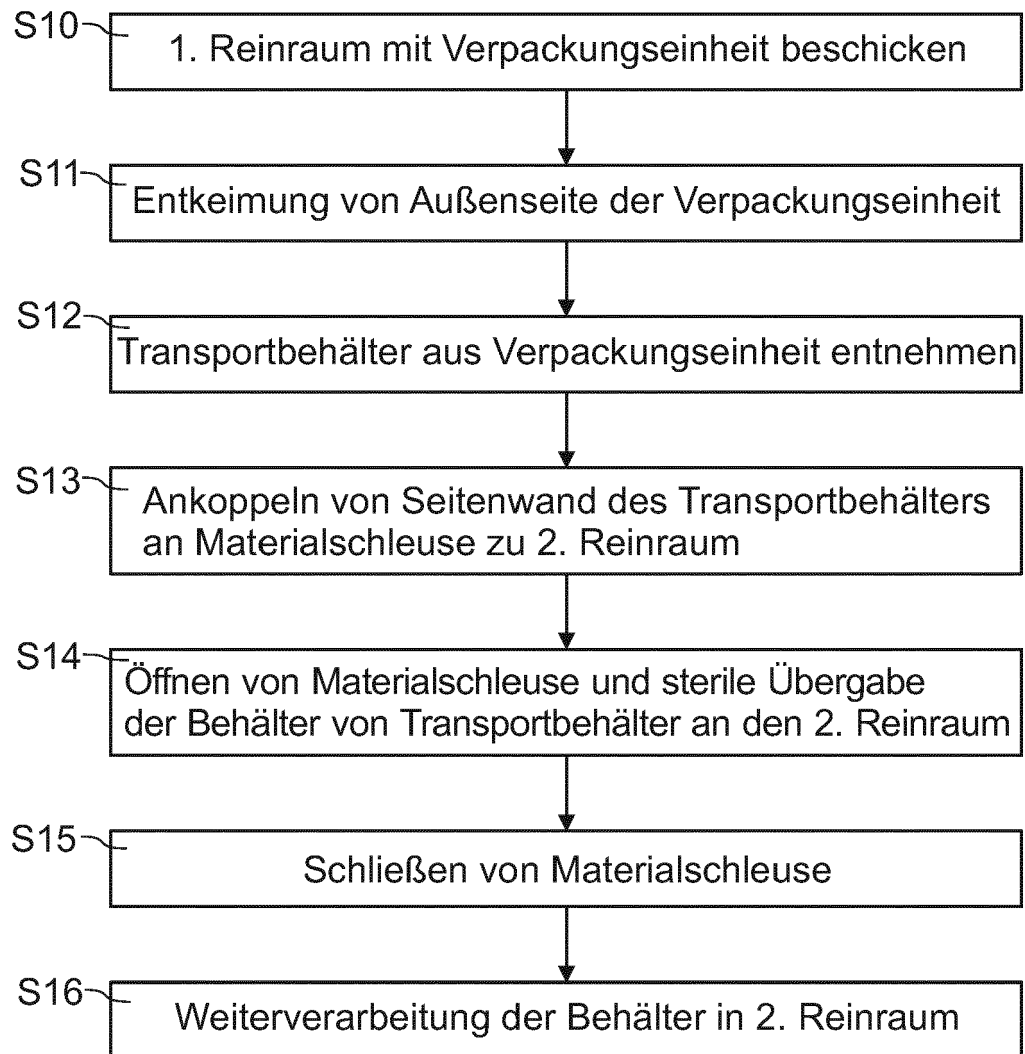 S10
1. Reinraum mit Verpackungseinheit beschicken
S11
Entkeimung von Außenseite der Verpackungseinheit
S12
Transportbehälter aus Verpackungseinheit entnehmen
S13
Ankoppeln von Seitenwand des Transportbehälters
an Materialschleuse zu 2. Reinraum
S14
Öffnen von Materialschleuse und sterile Übergabe
der Behälter von Transportbehälter an den 2. Reinraum
S15
Schließen von Materialschleuse
S16
Weiterverarbeitung der Behälter in 2. Reinraum